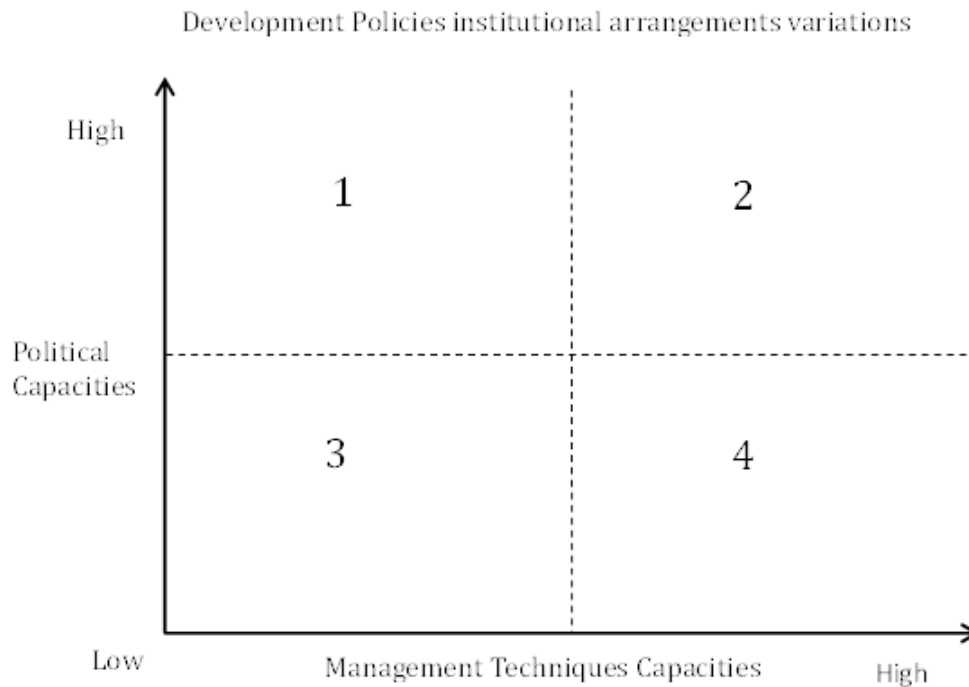 Development Policies institutional arrangements variations
High
1
2
Political
Capacities
3
4
Low
Management Techniques Capacities
High